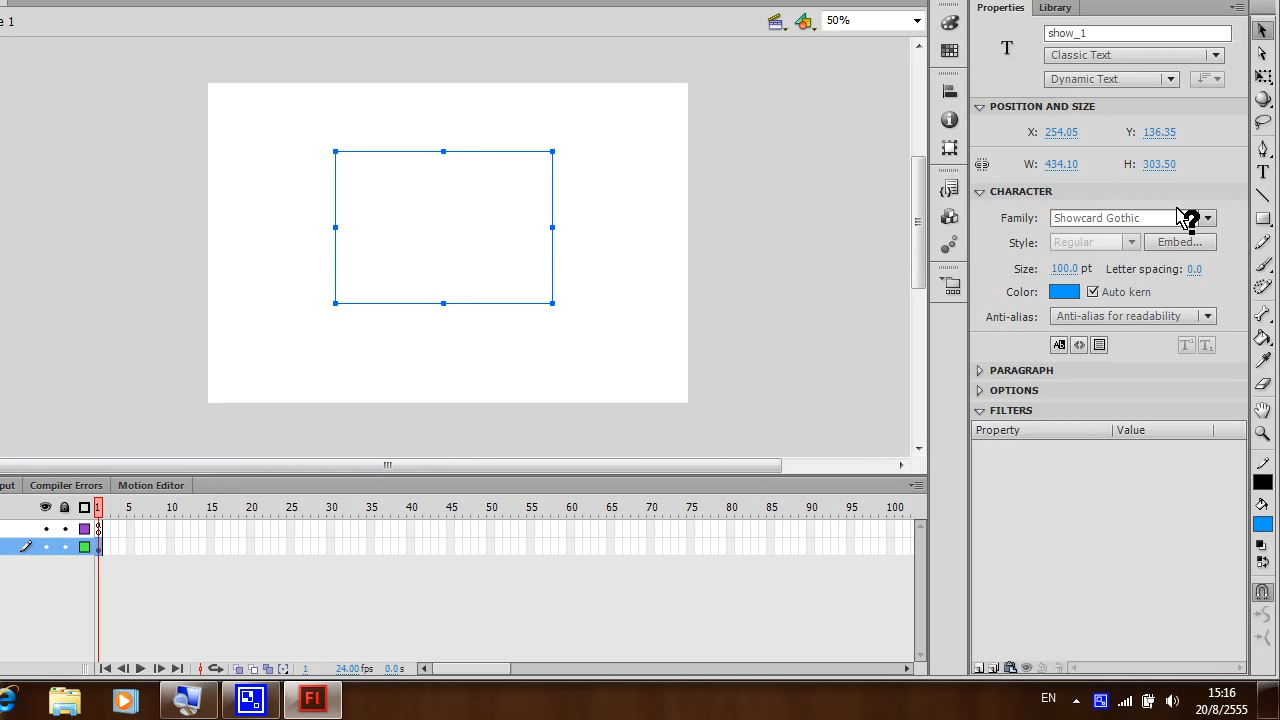 Properties Library
e 1
50%
T
show_1
Classic Text
Dynamic Text
POSITION AND SIZE
X: 254.05 Y: 136.35
W: 434.10 H: 303.50
CHARACTER
Family: Showcard Gothic
Style: Regular Embed...
Size: 100.0 pt Letter spacing: 0.0
Color: Auto kern
Anti-alias: Anti-alias for readability
PARAGRAPH
OPTIONS
FILTERS
Property Value
put Compiler Errors Motion Editor
1 5 10 15 20 25 30 35 40 45 50 55 60 65 70 75 80 85 90 95 100
1 24.00 fps 0.0 s
Fl
EN
15:16
20/8/2555